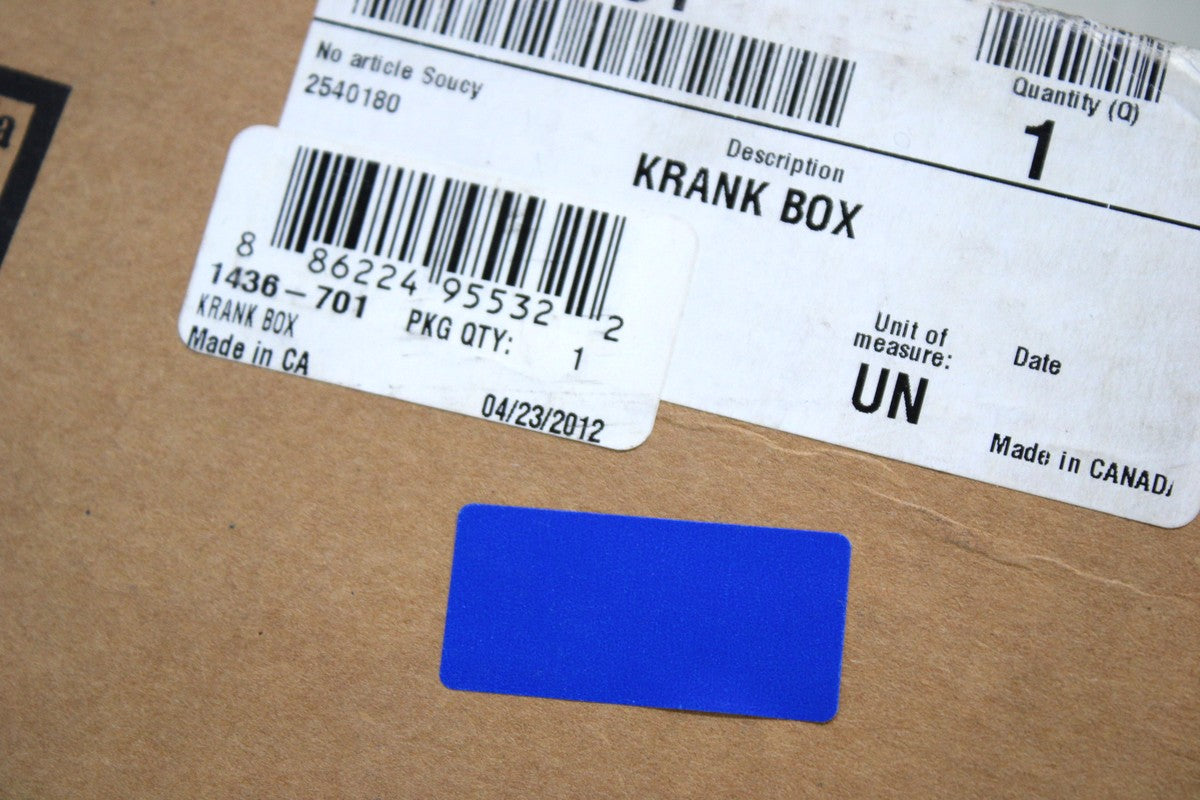 No article Soucy
2540180
Quantity (Q)
1
Description
KRANK BOX
8 86224 95532 2
1436-701
KRANK BOX
PKG QTY: 1
Made in CA
04/23/2012
Unit of
measure:
UN
Date
Made in CANADA